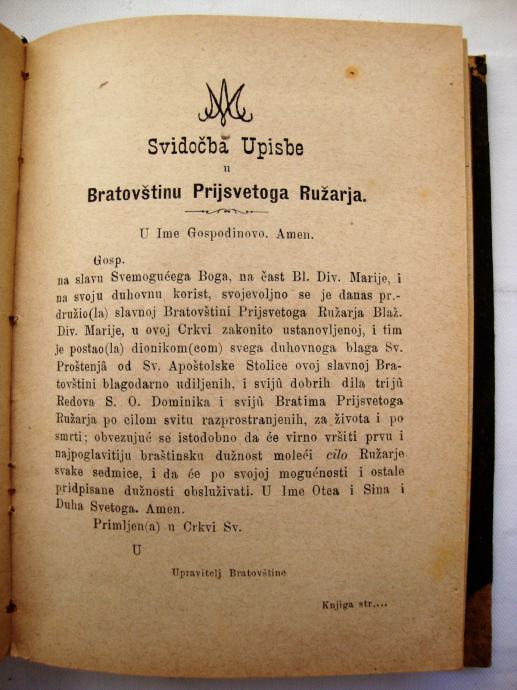 Svidočba Upisbe
u
Bratovštinu Prijsvetoga Ružarja.
U Ime Gospodinovo. Amen.
Gosp.
na slavu Svemogućega Boga, na čast Bl. Div. Marije, i
na svoju duhovnu korist, svojevoljno se je danas pr.-
družio(la) slavnoj Bratovštini Prijsvetoga Ružarja Blaž.
Div. Marije, u ovoj Crkvi zakonito ustanovljenoj, i tim
je postao(la) dionikom(com) svega duhovnoga blaga Sv.
Proštenjâ od Sv. Apoštolske Stolice ovoj slavnoj Bra-
tovštini blagodarno udiljenih, i svijû dobrih dila trijû
Redova S. O. Dominika i svijû Bratima Prijsvetoga
Ružarja po cilom svitu razprostranjenih, za života i po
smrti; obvezujuć se istodobno da će virno vršiti prvu i
najpoglavitiju braštinsku dužnost moleći cilo Ružarje
svake sedmice, i da će po svojoj mogućnosti i ostale
pridpisane dužnosti obsluživati. U Ime Otca i Sina i
Duha Svetoga. Amen.
Primljen(a) u Crkvi Sv.
U
Upravitelj Bratovštine
Knjiga str....